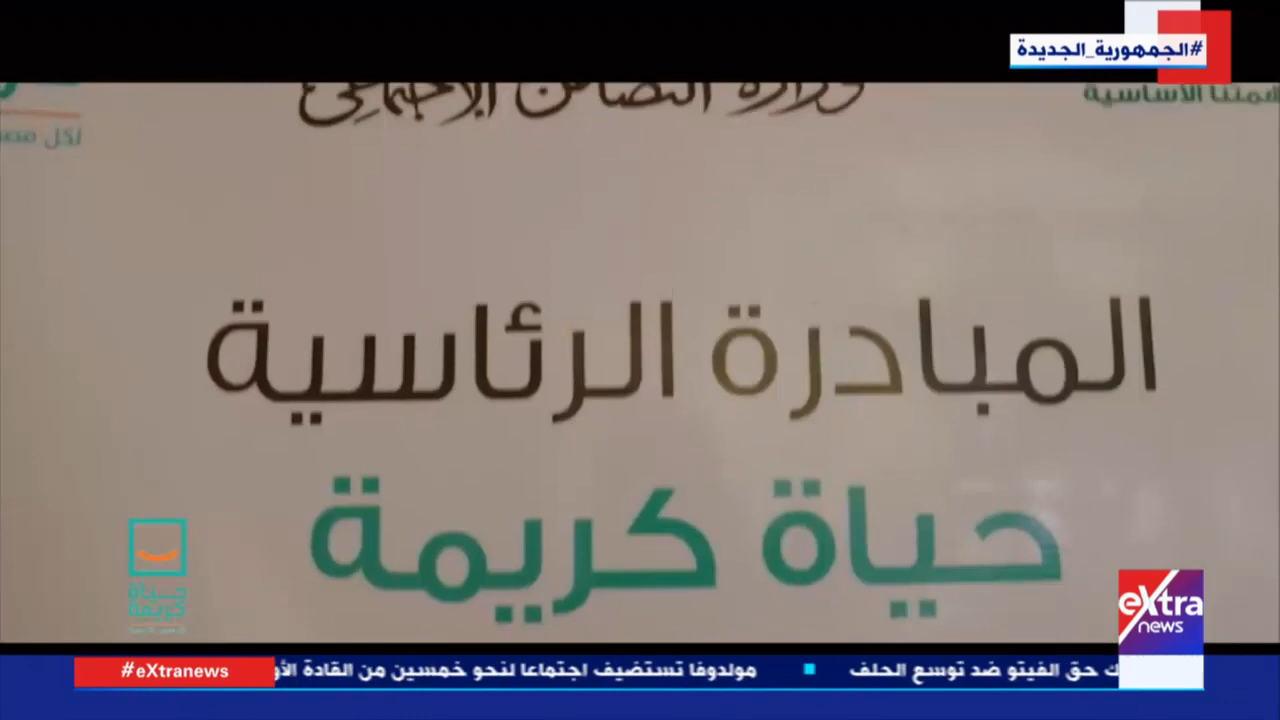 #الجمهورية_الجديدة
وزارة التضامن الاجتماعي
الأساسية
لكل
المبادرة الرئاسية
حياة كريمة
حياة
كريمة
eXtra
news
حق الفيتو ضد توسع الحلف ▪ مولدوفا تستضيف اجتماعا لنحو خمسين من القادة
#eXtranews